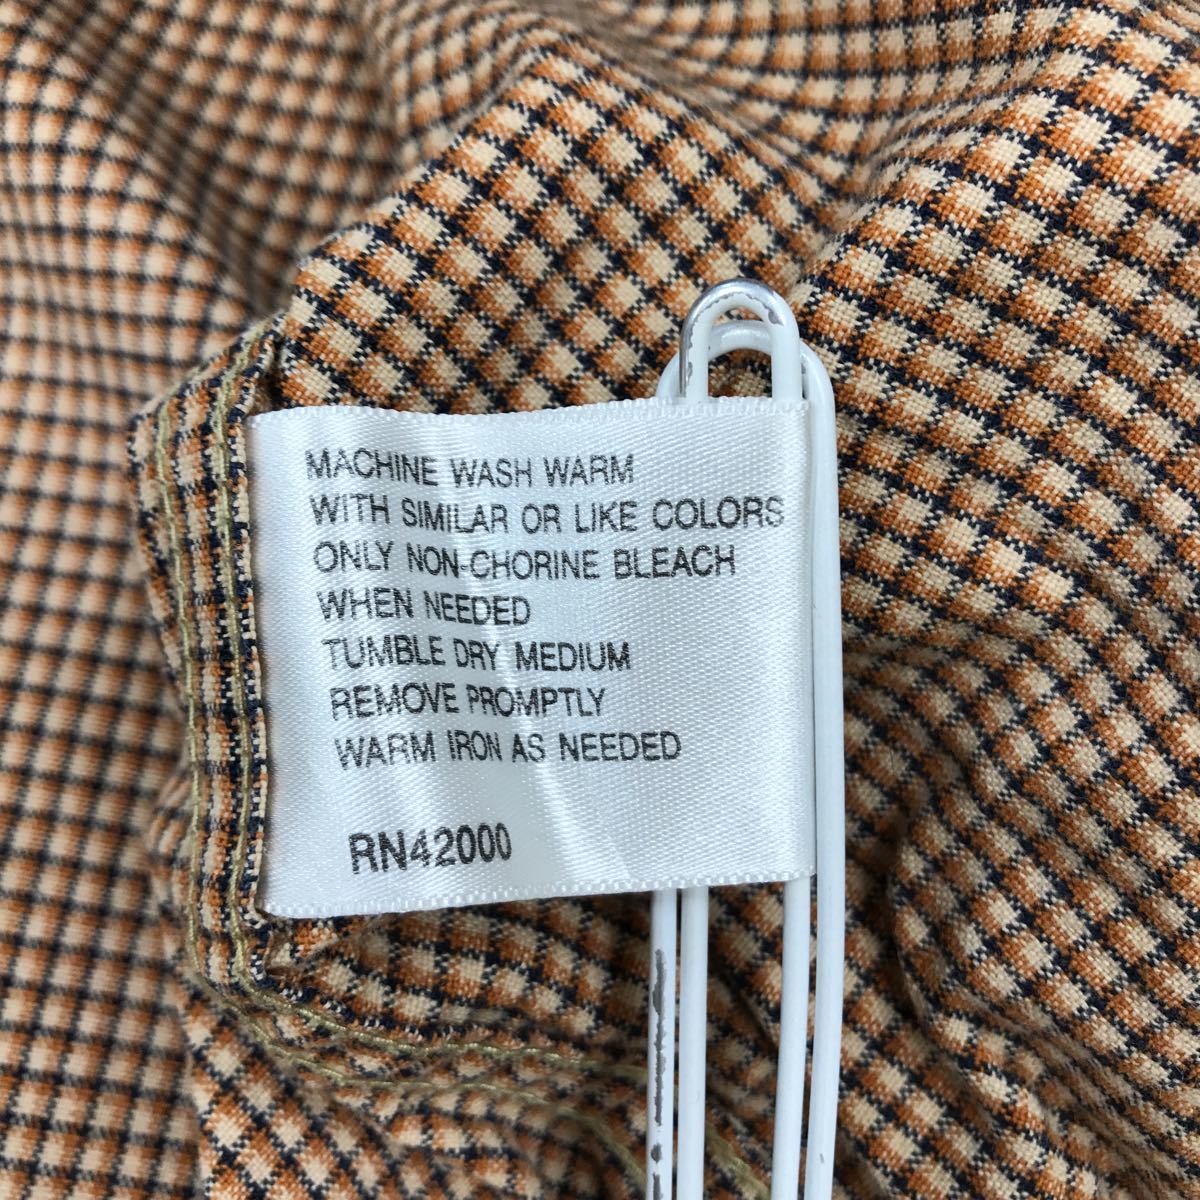 MACHINE WASH WARM
WITH SIMILAR OR LIKE COLORS
ONLY NON-CHORINE BLEACH
WHEN NEEDED
TUMBLE DRY MEDIUM
REMOVE PROMPTLY
WARM IRON AS NEEDED
RN42000